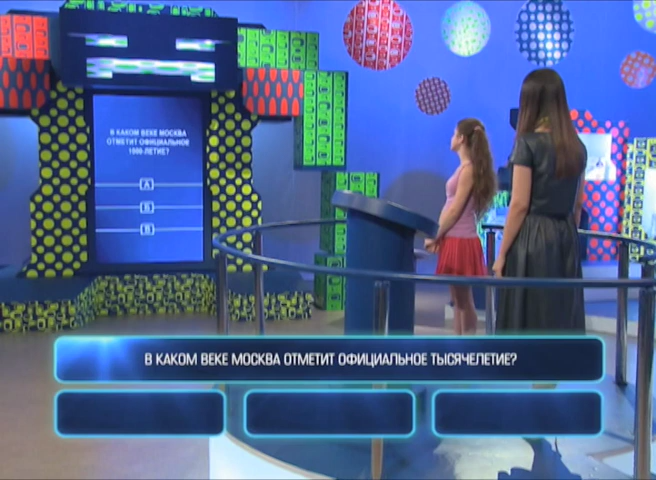 В КАКОМ ВЕКЕ МОСКВА
ОТМЕТИТ ОФИЦИАЛЬНОЕ
1000-ЛЕТИЕ?
А
Б
В
В КАКОМ ВЕКЕ МОСКВА ОТМЕТИТ ОФИЦИАЛЬНОЕ ТЫСЯЧЕЛЕТИЕ?